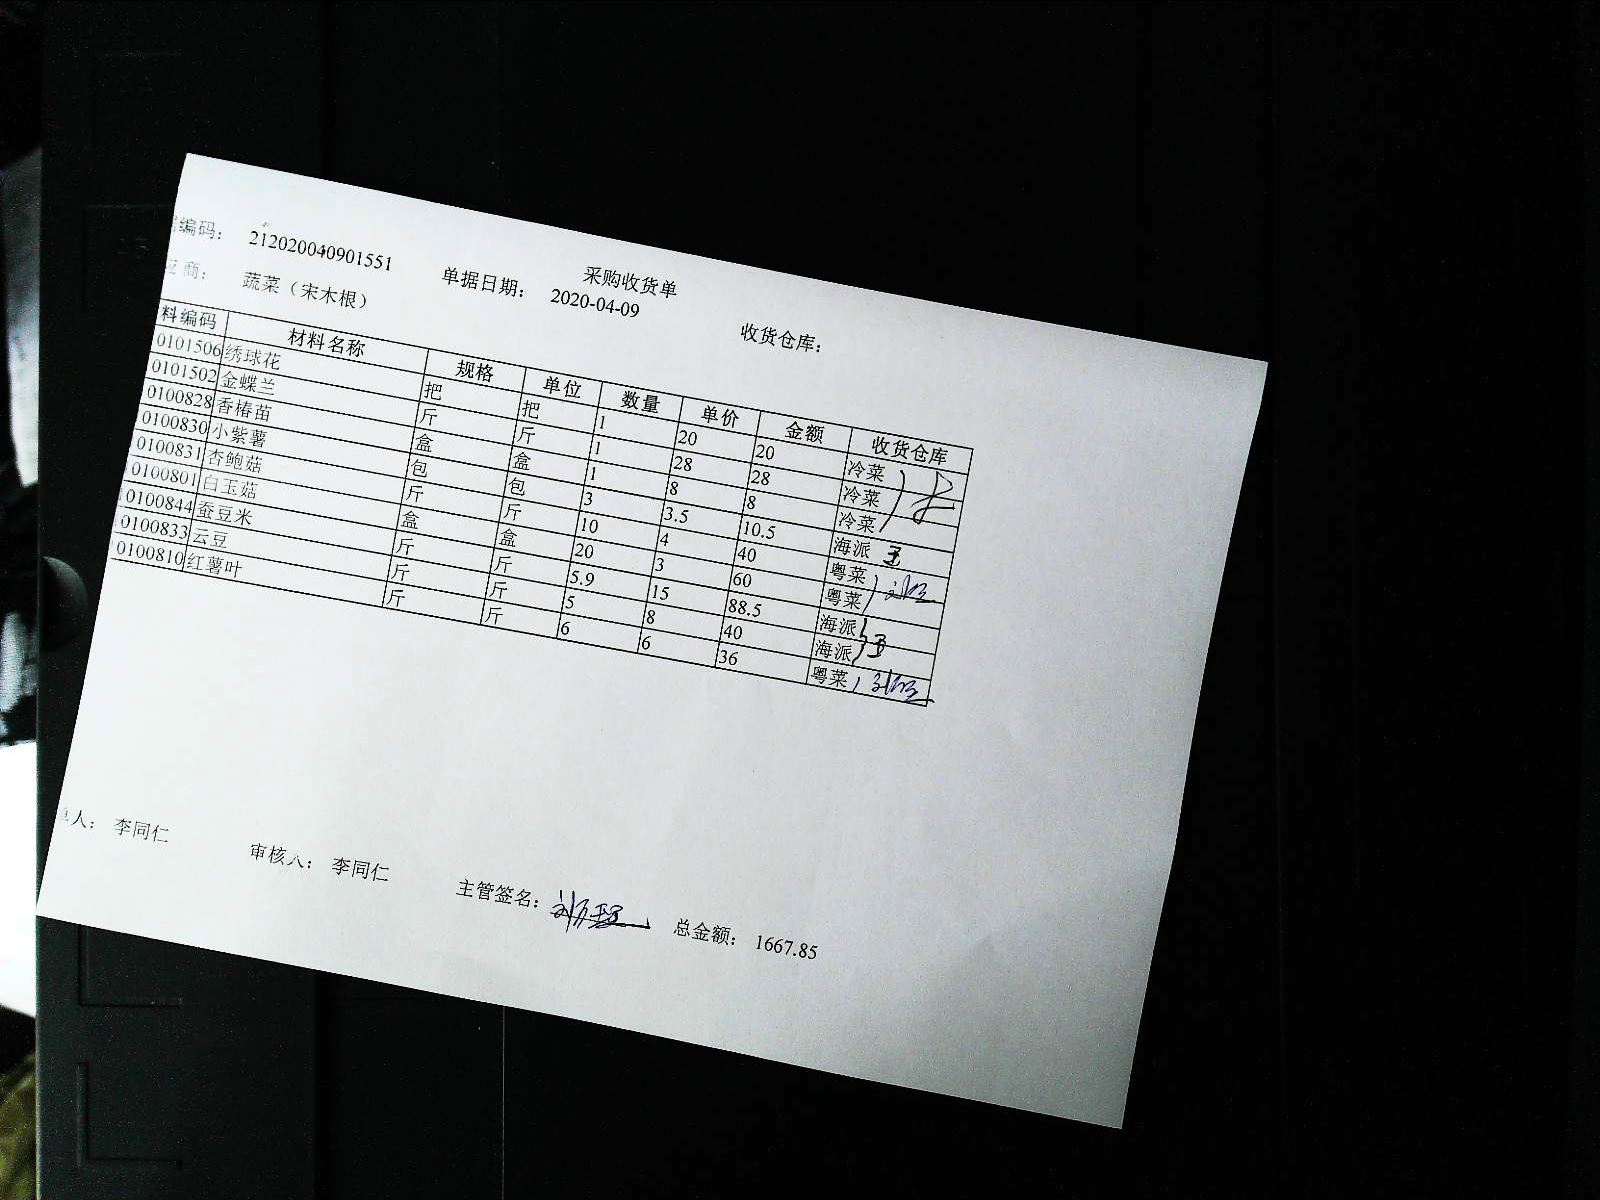 采购收货单
编码： 212020040901551 单据日期： 2020-04-09 收货仓库：
商： 蔬菜（宋木根）
料编码 材料名称 规格 单位 数量 单价 金额 收货仓库
0101506 绣球花 把 把 1 20 20 冷菜
0101502 金蝶兰 斤 斤 1 28 28 冷菜
0100828 香椿苗 盒 盒 1 8 8 冷菜
0100830 小紫薯 包 包 3 3.5 10.5 海派 王
0100831 杏鲍菇 斤 斤 10 4 40 粤菜
0100801 白玉菇 盒 盒 20 3 60 粤菜
0100844 蚕豆米 斤 斤 5.9 15 88.5 海派
0100833 云豆 斤 斤 5 8 40 海派 王
0100810 红薯叶 斤 斤 6 6 36 粤菜
人： 李同仁 审核人： 李同仁 主管签名： 总金额： 1667.85